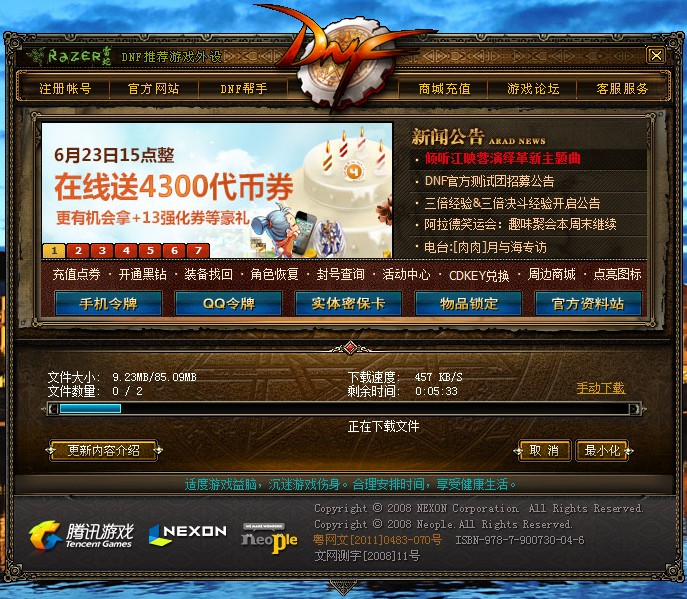 RAZER DNF推荐游戏外设
DNF
注册帐号 官方网站 DNF帮手 商城充值 游戏论坛 客服服务
6月23日15点整
在线送4300代币券
更有机会拿+13强化券等豪礼
1 2 3 4 5 6 7
新闻公告 ARAD NEWS
倾听江映蓉演绎革新主题曲
DNF官方测试团招募公告
三倍经验&三倍决斗经验开启公告
阿拉德笑运会：趣味聚会本周末继续
电台:[肉肉]月与海专访
充值点券 · 开通黑钻 · 装备找回 · 角色恢复 · 封号查询 · 活动中心 · CDKEY兑换 · 周边商城 · 点亮图标
手机令牌 QQ令牌 实体密保卡 物品锁定 官方资料站
文件大小： 9.23MB/85.09MB 下载速度： 457 KB/S
文件数量： 0 / 2 剩余时间： 0:05:33
手动下载
正在下载文件
更新内容介绍 取 消 最小化
适度游戏益脑，沉迷游戏伤身。合理安排时间，享受健康生活。
腾讯游戏 Tencent Games
NEXON
WE MAKE WONDERS
neople
Copyright © 2008 NEXON Corporation. All Rights Reserved.
Copyright © 2008 Neople.All Rights Reserved.
粤网文[2011]0483-070号 ISBN-978-7-900730-04-6
文网测字[2008]11号